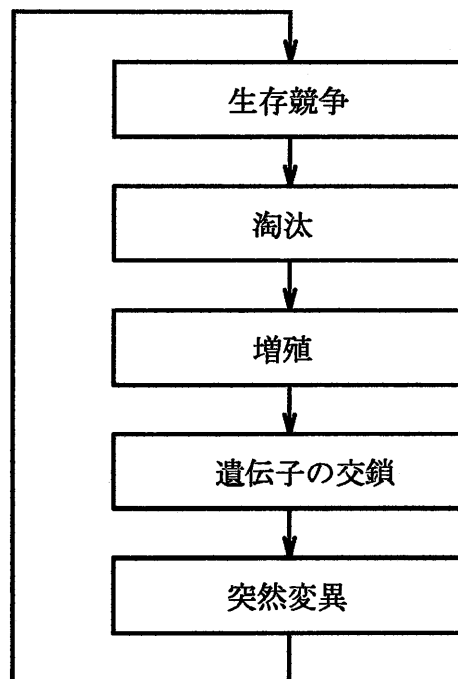 生存競争
淘汰
増殖
遺伝子の交鎖
突然変異